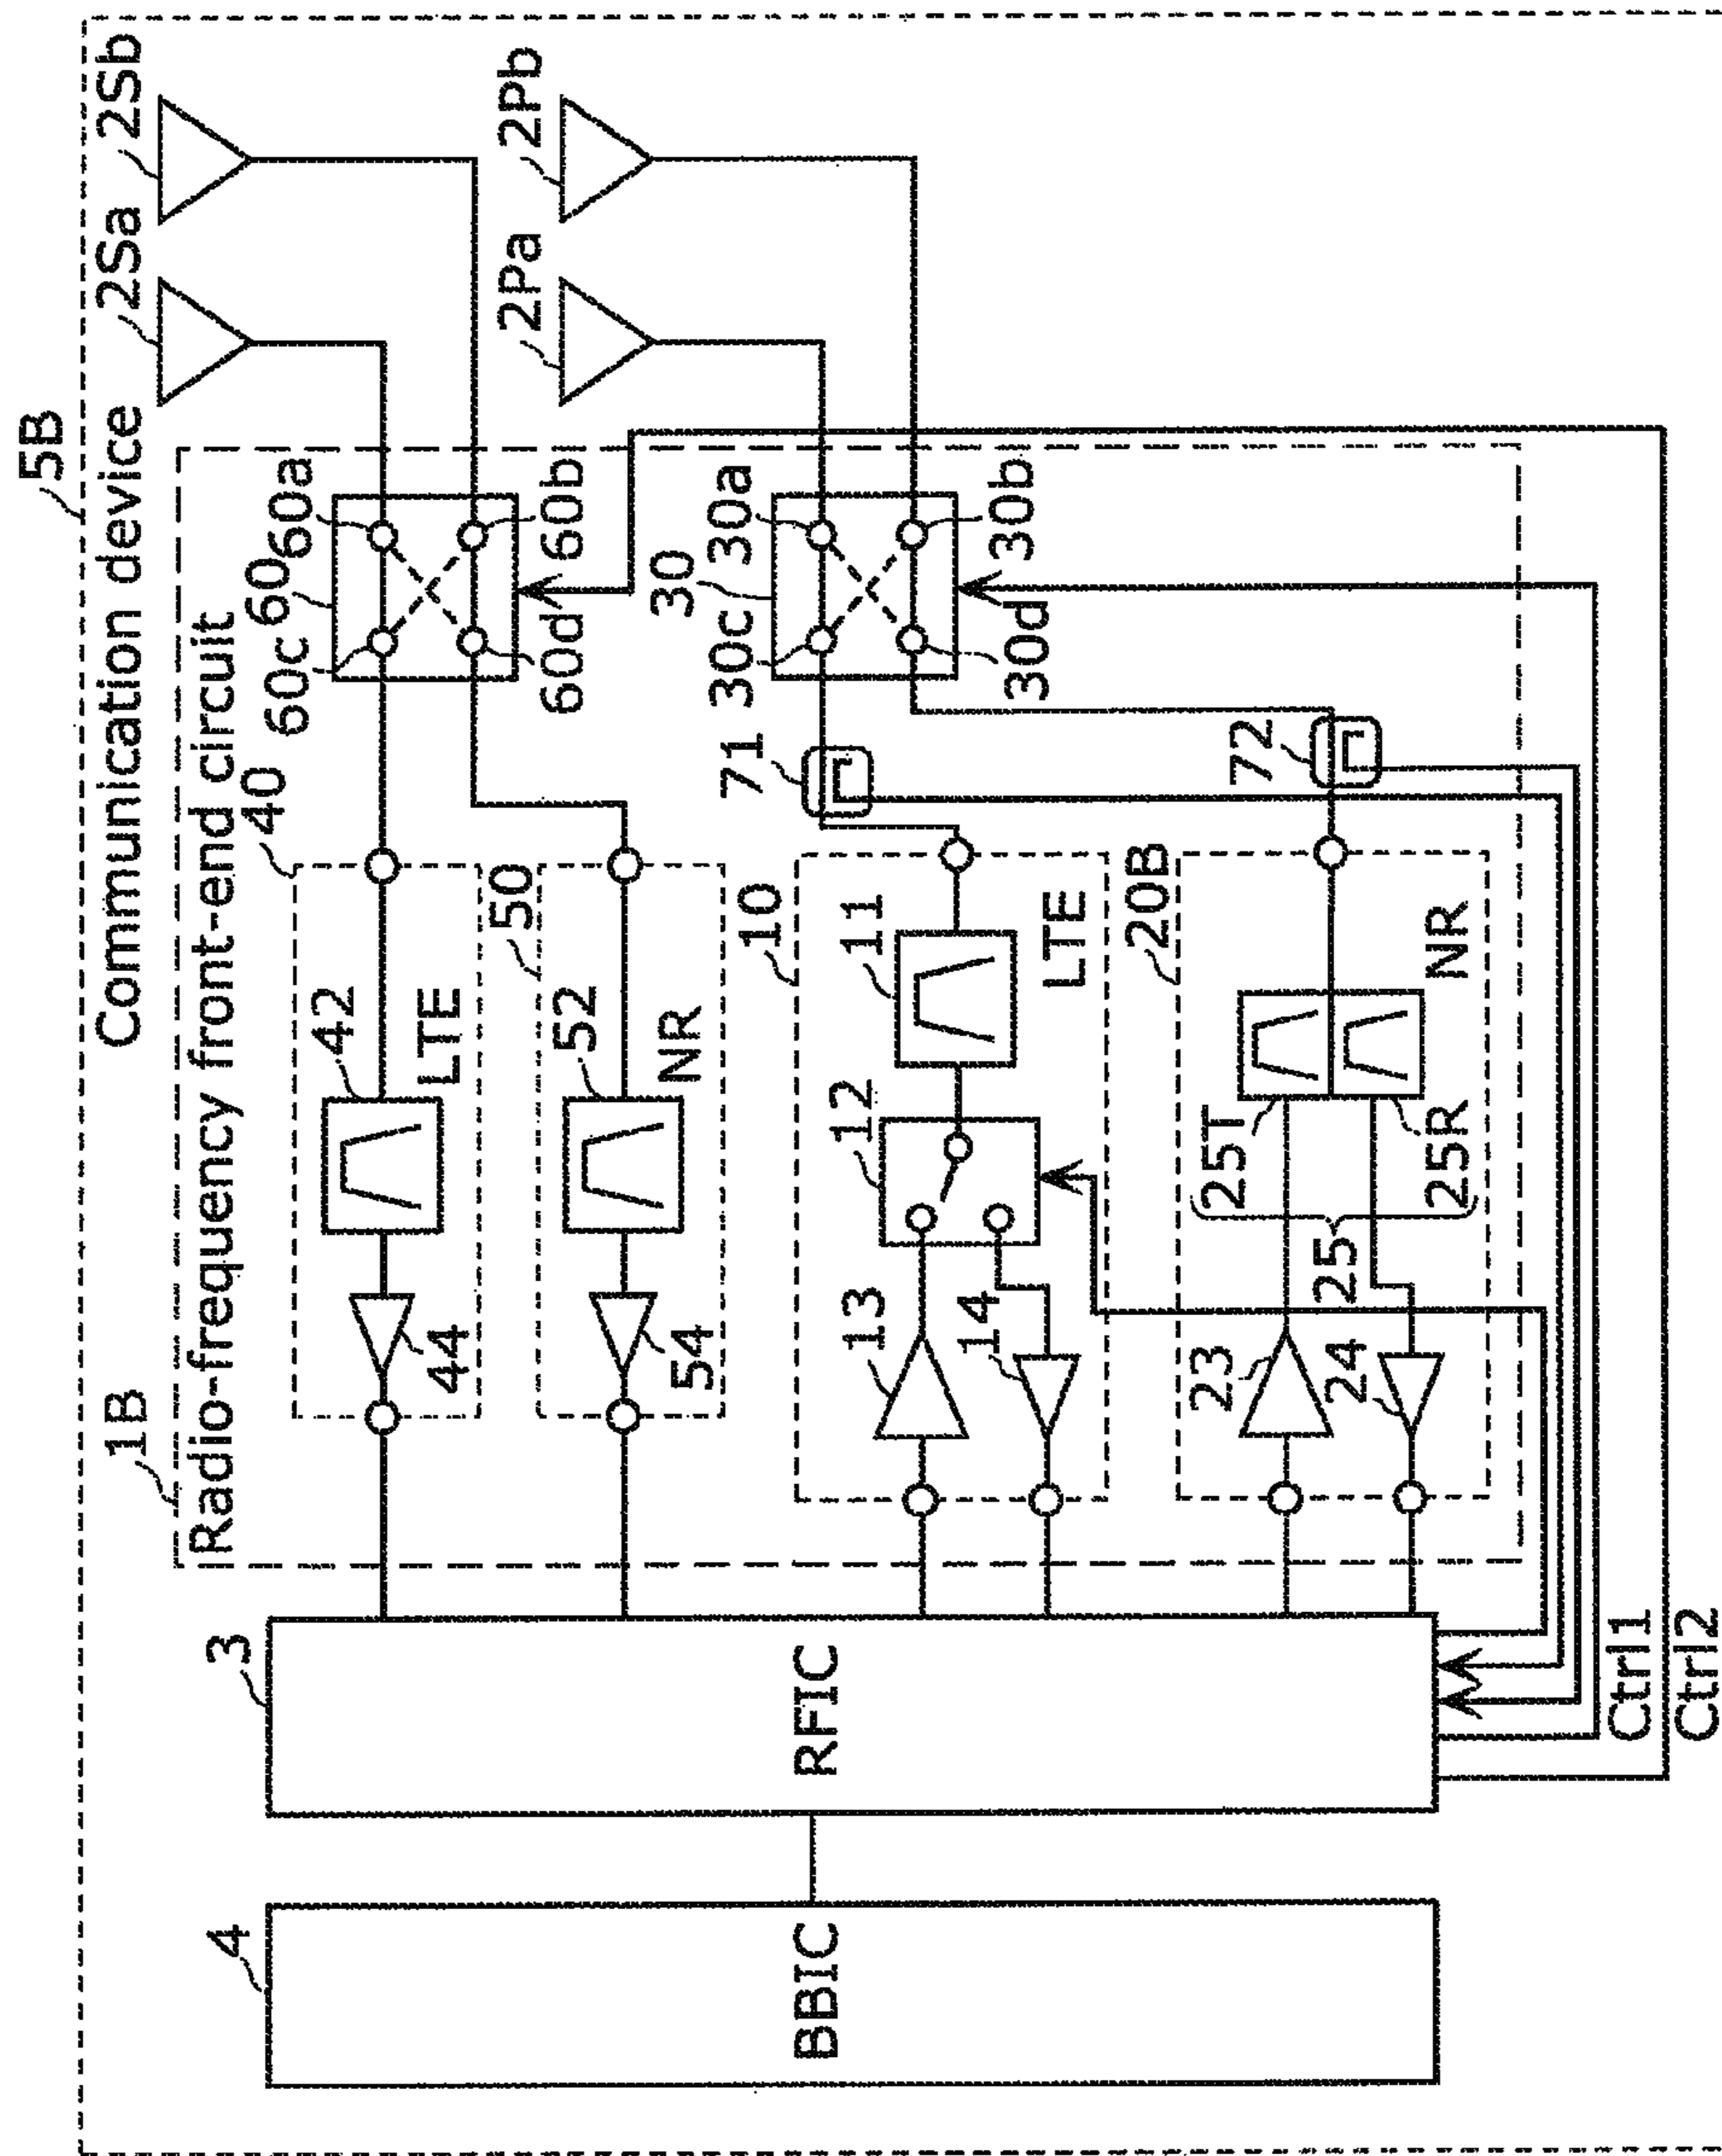 5B
Communication device
1B
Radio-frequency front-end circuit
2Sa
2Sb
2Pa
2Pb
40
42
44
LTE
60
60a
60b
60c
60d
50
52
54
NR
30
30a
30b
30c
30d
71
72
10
11
12
13
14
LTE
20B
23
24
25
25T
25R
NR
3
RFIC
4
BBIC
Ctrl1
Ctrl2